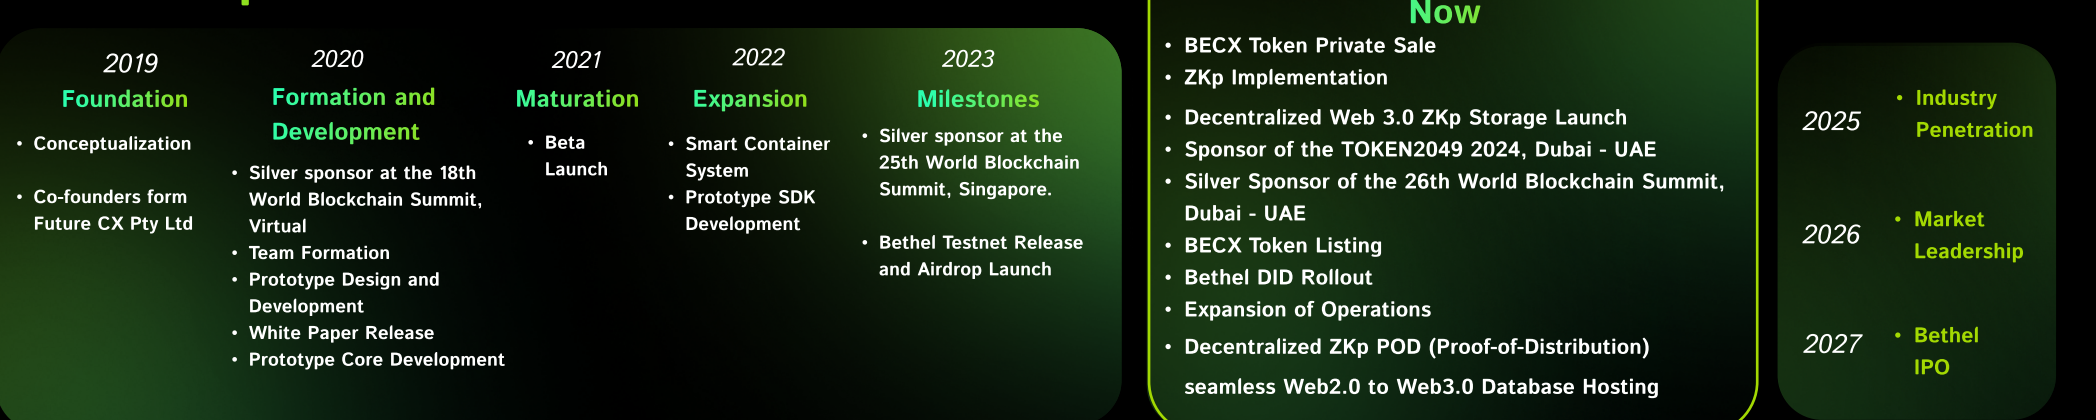 2019
Foundation
• Conceptualization
• Co-founders form
Future CX Pty Ltd
2020
Formation and
Development
• Silver sponsor at the 18th
World Blockchain Summit,
Virtual
• Team Formation
• Prototype Design and
Development
• White Paper Release
• Prototype Core Development
2021
Maturation
• Beta
Launch
2022
Expansion
• Smart Container
System
• Prototype SDK
Development
2023
Milestones
• Silver sponsor at the
25th World Blockchain
Summit, Singapore.
• Bethel Testnet Release
and Airdrop Launch
Now
• BECX Token Private Sale
• ZKp Implementation
• Decentralized Web 3.0 ZKp Storage Launch
• Sponsor of the TOKEN2049 2024, Dubai - UAE
• Silver Sponsor of the 26th World Blockchain Summit,
Dubai - UAE
• BECX Token Listing
• Bethel DID Rollout
• Expansion of Operations
• Decentralized ZKp POD (Proof-of-Distribution)
seamless Web2.0 to Web3.0 Database Hosting
2025
• Industry
Penetration
2026
• Market
Leadership
2027
• Bethel
IPO